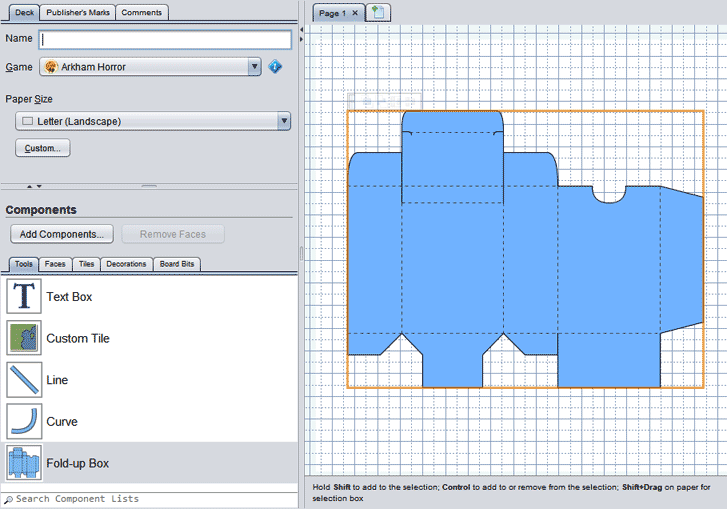 Deck Publisher's Marks Comments
Name
Game Arkham Horror
Paper Size
Letter (Landscape)
Custom...
Components
Add Components... Remove Faces
Tools Faces Tiles Decorations Board Bits
Text Box
Custom Tile
Line
Curve
Fold-up Box
Search Component Lists
Page 1
Hold Shift to add to the selection; Control to add to or remove from the selection; Shift+Drag on paper for
selection box